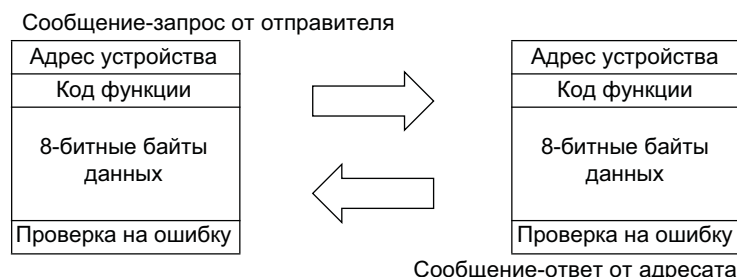 Сообщение-запрос от отправителя
Адрес устройства
Код функции
8-битные байты
данных
Проверка на ошибку
Адрес устройства
Код функции
8-битные байты
данных
Проверка на ошибку
Сообщение-ответ от адресата